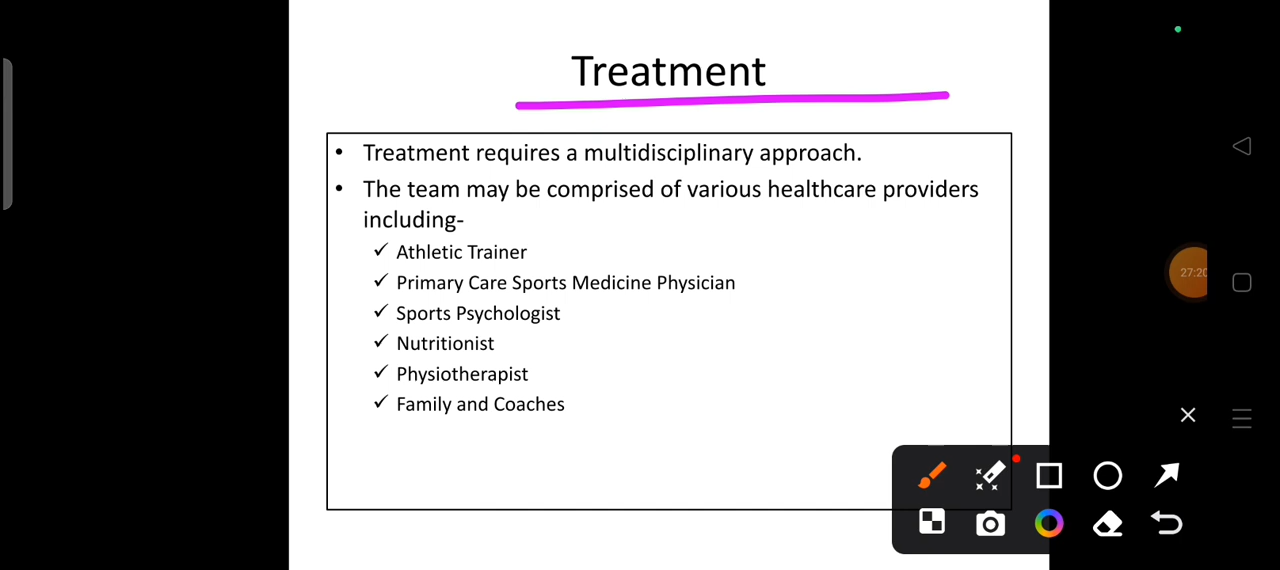 Treatment
• Treatment requires a multidisciplinary approach.
• The team may be comprised of various healthcare providers
including-
✓ Athletic Trainer
✓ Primary Care Sports Medicine Physician
✓ Sports Psychologist
✓ Nutritionist
✓ Physiotherapist
✓ Family and Coaches
27:20